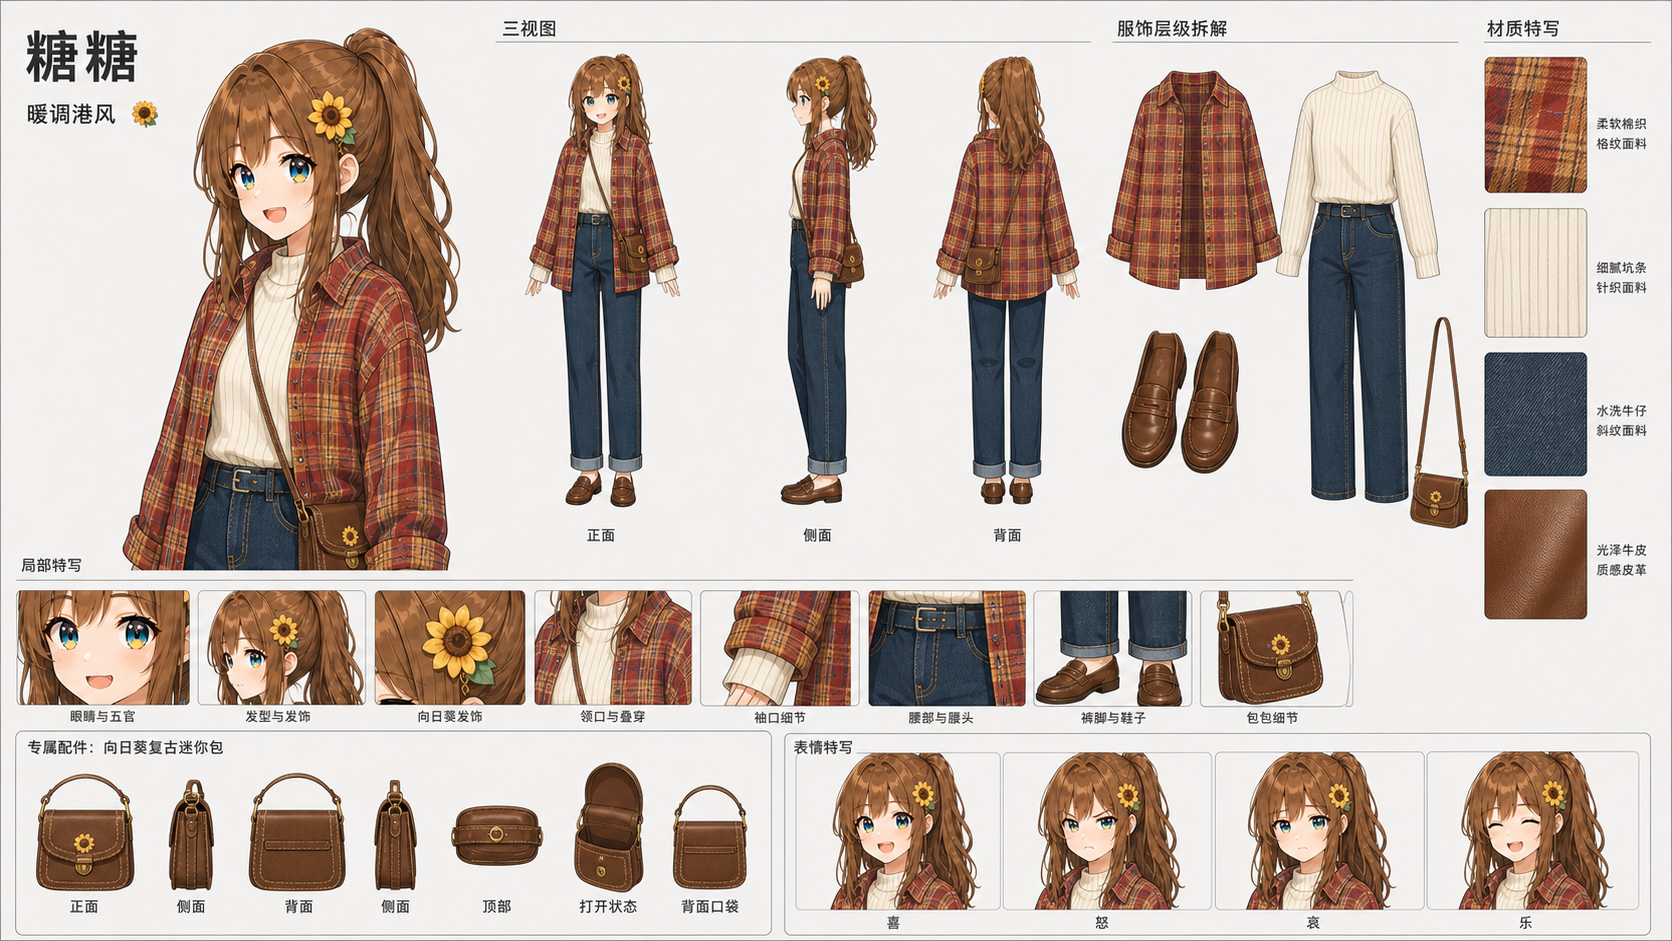 糖糖
暖调港风
三视图
正面
侧面
背面
服饰层级拆解
材质特写
柔软棉织
格纹面料
细腻坑条
针织面料
水洗牛仔
斜纹面料
光泽牛皮
质感皮革
局部特写
眼睛与五官
发型与发饰
向日葵发饰
领口与叠穿
袖口细节
腰部与腰头
裤脚与鞋子
包包细节
专属配件：向日葵复古迷你包
正面
侧面
背面
侧面
顶部
打开状态
背面口袋
表情特写
喜
怒
哀
乐